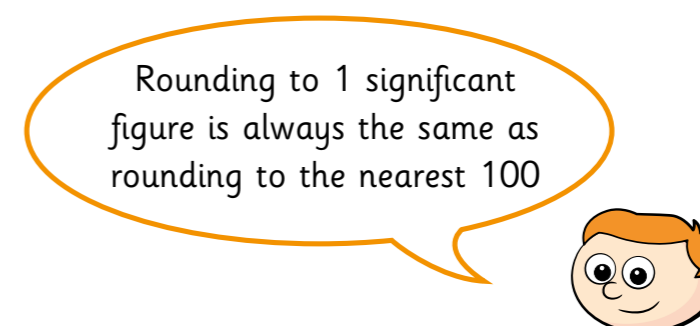 Rounding to 1 significant
figure is always the same as
rounding to the nearest 100